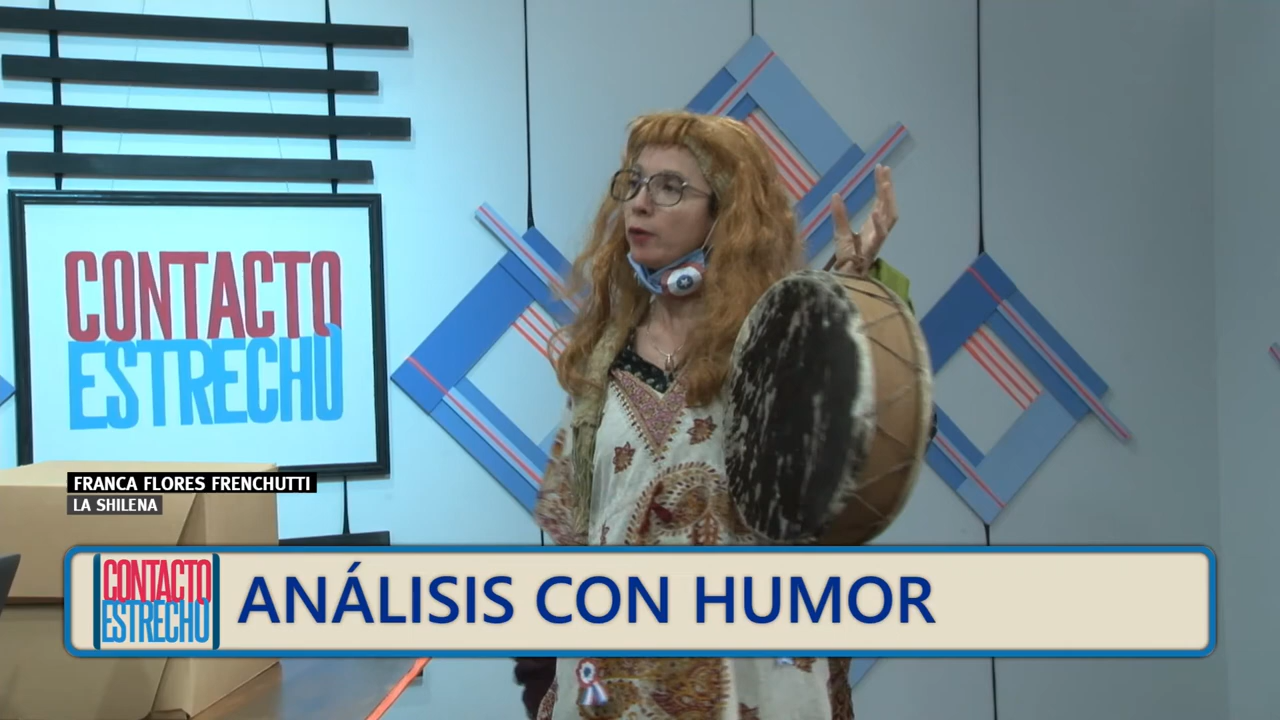 CONTACTO
ESTRECHO
FRANCA FLORES FRENCHUTTI
LA SHILENA
CONTACTO
ESTRECHO
ANÁLISIS CON HUMOR